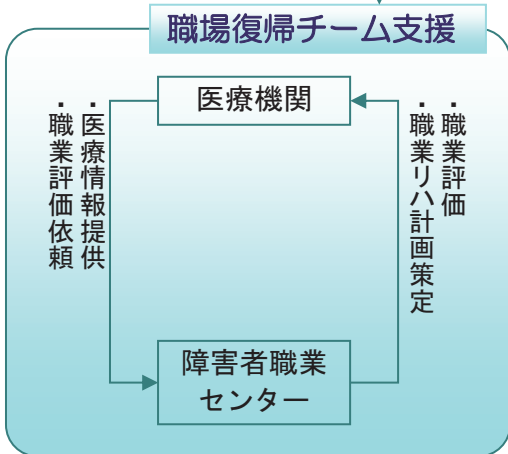 職場復帰チーム支援
医療機関
・医療情報提供
・職業評価依頼
・職業評価
・職業リハ計画策定
障害者職業
センター